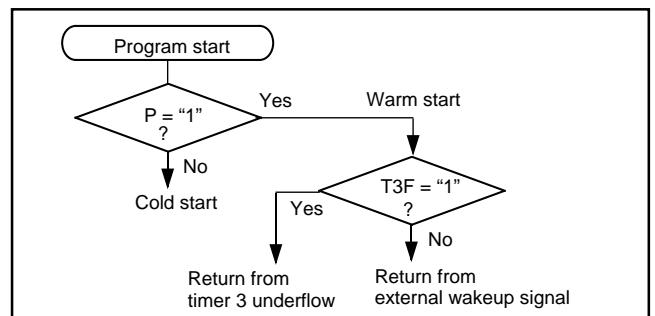 Program start
Yes
Warm start
P = “1”
?
No
Cold start
T3F = “1”
?
Yes
No
Return from
timer 3 underflow
Return from
external wakeup signal